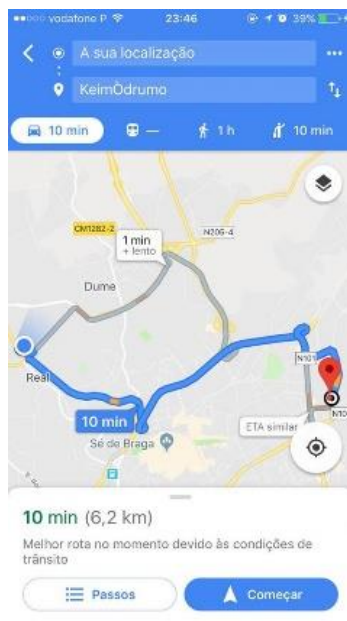 vodafone P 23:46 39%
A sua localização
KeimÒdrumo
10 min — 1 h 10 min
CM1282-2
N205-4
1 min
+ lento
Dume
N101
Real
10 min
N10
ETA similar
Sé de Braga
10 min (6,2 km)
Melhor rota no momento devido às condições de
trânsito
Passos Começar